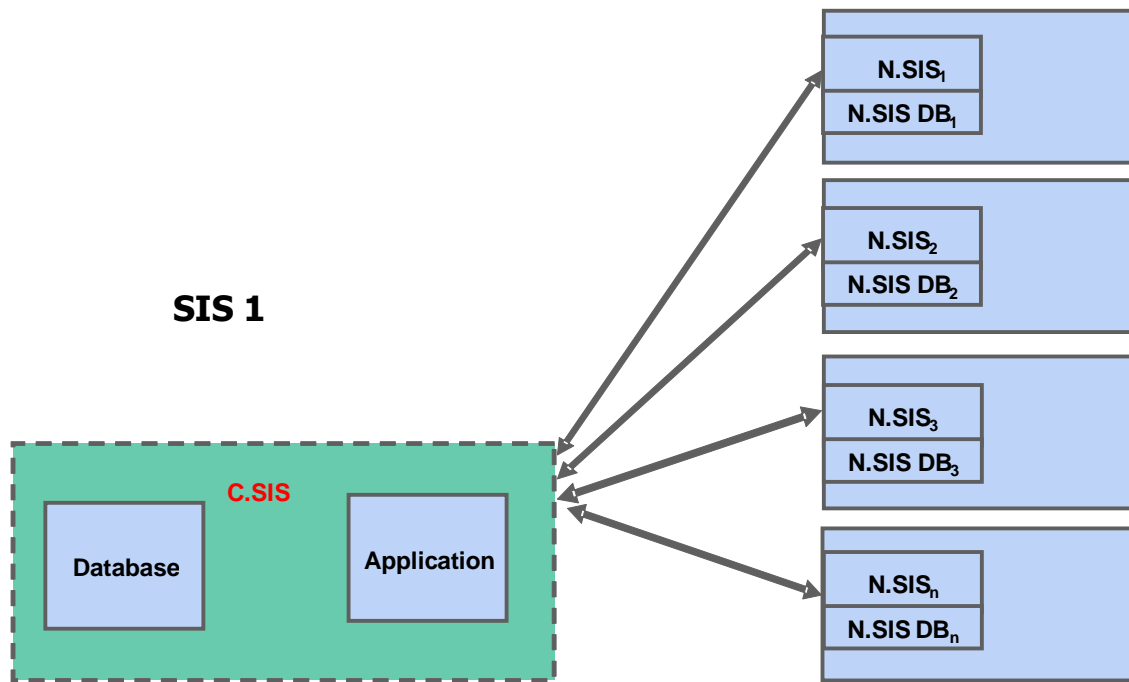 N.SIS₁
N.SIS DB₁
N.SIS₂
N.SIS DB₂
SIS 1
N.SIS₃
N.SIS DB₃
C.SIS
Database
Application
N.SISₙ
N.SIS DBₙ